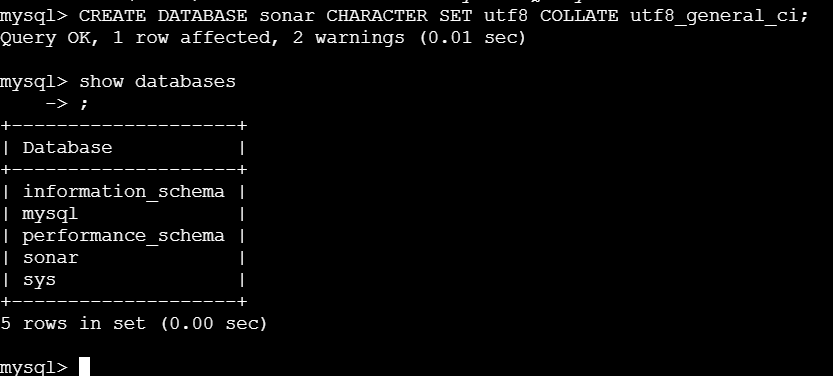 mysql> CREATE DATABASE sonar CHARACTER SET utf8 COLLATE utf8_general_ci;
Query OK, 1 row affected, 2 warnings (0.01 sec)
mysql> show databases
    -> ;
+--------------------+
| Database           |
+--------------------+
| information_schema |
| mysql              |
| performance_schema |
| sonar              |
| sys                |
+--------------------+
5 rows in set (0.00 sec)
mysql>